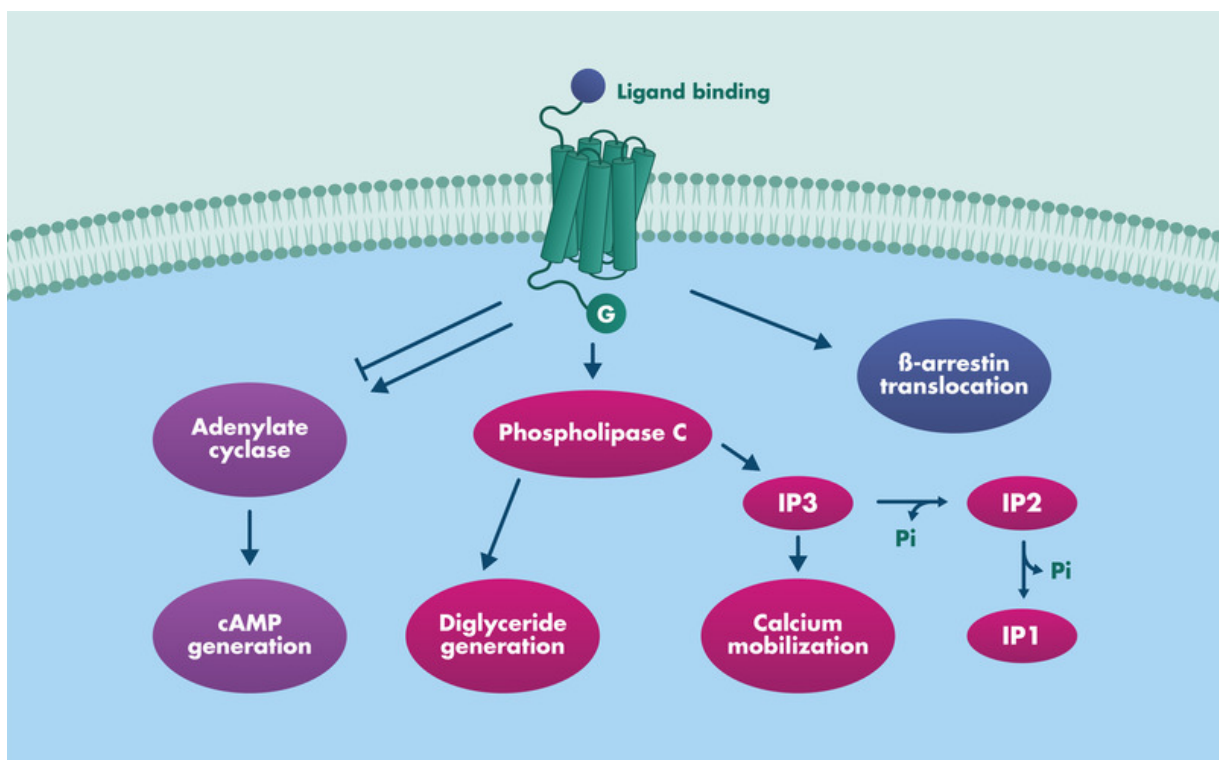 Ligand binding
G
ß-arrestin
translocation
Adenylate
cyclase
Phospholipase C
IP3
IP2
Pi
Pi
cAMP
generation
Diglyceride
generation
Calcium
mobilization
IP1